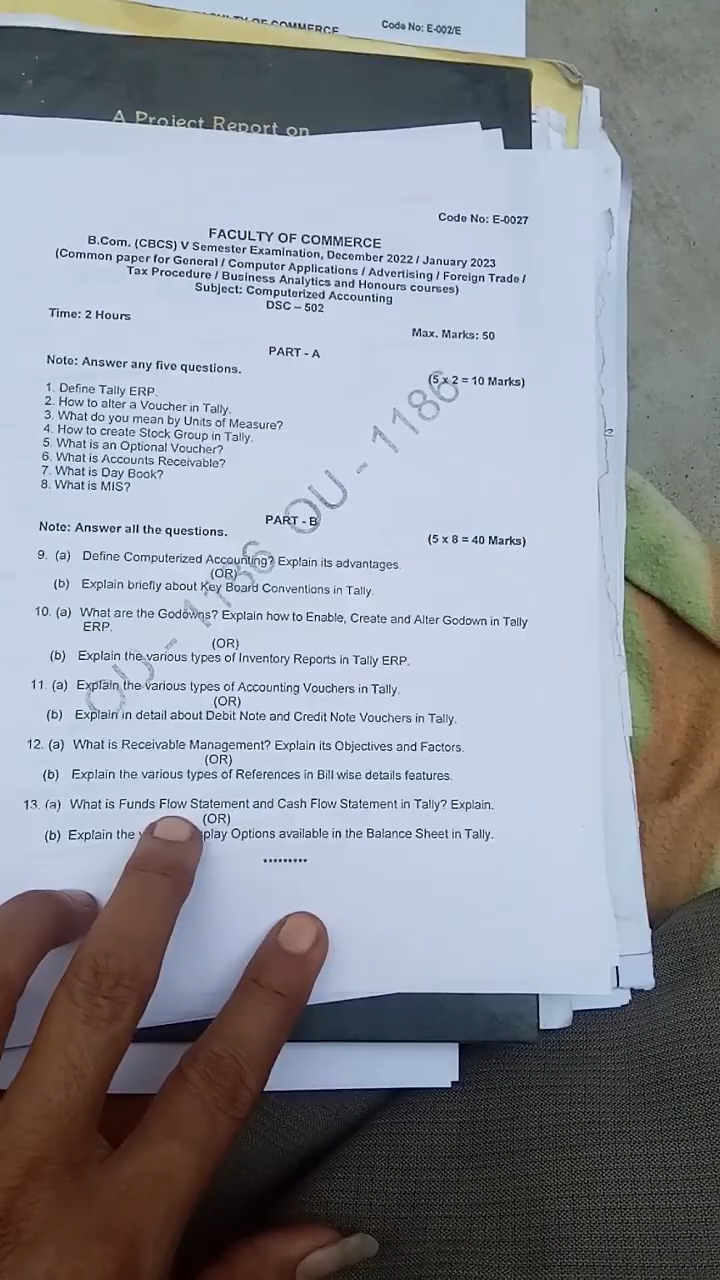 OF COMMERCE
Code No: E-002/E
A Project Report on
Code No: E-0027
FACULTY OF COMMERCE
B.Com. (CBCS) V Semester Examination, December 2022 / January 2023
(Common paper for General / Computer Applications / Advertising / Foreign Trade /
Tax Procedure / Business Analytics and Honours courses)
Subject: Computerized Accounting
DSC – 502
Time: 2 Hours
Max. Marks: 50
PART - A
Note: Answer any five questions.
(5 x 2 = 10 Marks)
1. Define Tally ERP.
2. How to alter a Voucher in Tally.
3. What do you mean by Units of Measure?
4. How to create Stock Group in Tally.
5. What is an Optional Voucher?
6. What is Accounts Receivable?
7. What is Day Book?
8. What is MIS?
PART - B
Note: Answer all the questions.
(5 x 8 = 40 Marks)
9. (a) Define Computerized Accounting? Explain its advantages.
(OR)
(b) Explain briefly about Key Board Conventions in Tally.
10. (a) What are the Godowns? Explain how to Enable, Create and Alter Godown in Tally
ERP.
(OR)
(b) Explain the various types of Inventory Reports in Tally ERP.
11. (a) Explain the various types of Accounting Vouchers in Tally.
(OR)
(b) Explain in detail about Debit Note and Credit Note Vouchers in Tally.
12. (a) What is Receivable Management? Explain its Objectives and Factors.
(OR)
(b) Explain the various types of References in Bill wise details features.
13. (a) What is Funds Flow Statement and Cash Flow Statement in Tally? Explain.
(OR)
(b) Explain the play Options available in the Balance Sheet in Tally.
*********
OU - 1186 OU - 1186